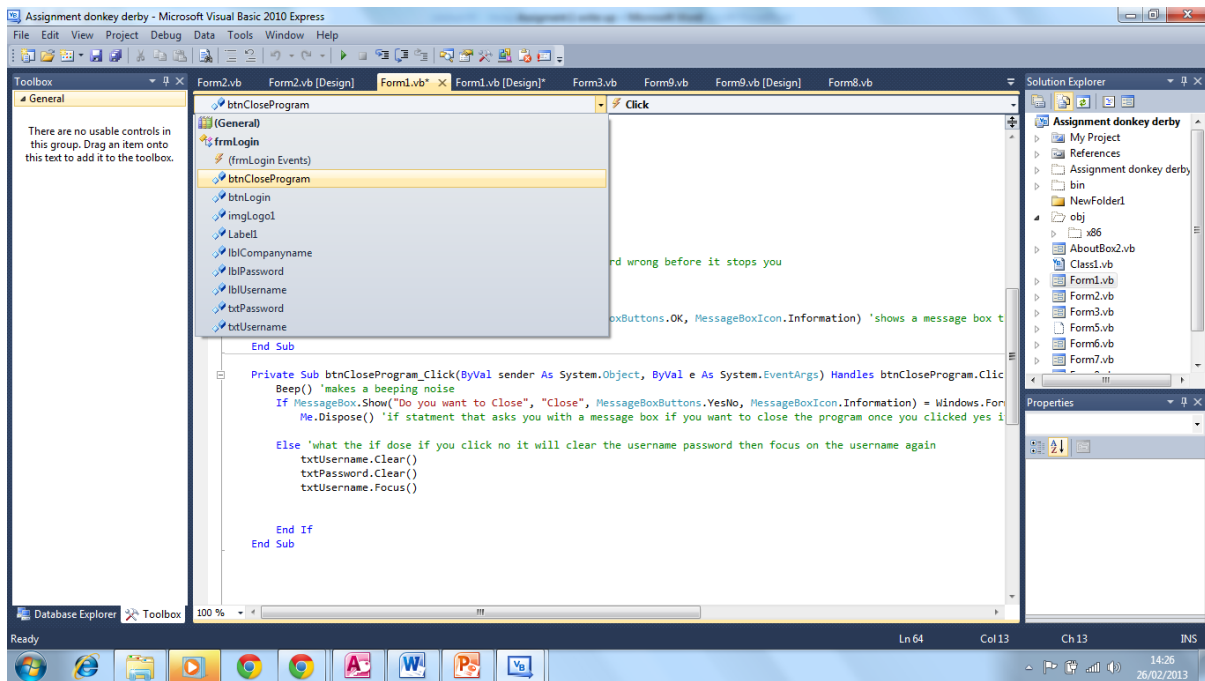 Assignment donkey derby - Microsoft Visual Basic 2010 Express
File Edit View Project Debug Data Tools Window Help
Toolbox
General
There are no usable controls in
this group. Drag an item onto
this text to add it to the toolbox.
Database Explorer Toolbox
Form2.vb Form2.vb [Design] Form1.vb* Form1.vb [Design]* Form3.vb Form9.vb Form9.vb [Design] Form8.vb
btnCloseProgram Click
(General)
frmLogin
(frmLogin Events)
btnCloseProgram
btnLogin
imgLogo1
Label1
lblCompanyname
lblPassword
lblUsername
txtPassword
txtUsername
rd wrong before it stops you
oxButtons.OK, MessageBoxIcon.Information) 'shows a message box t
End Sub
Private Sub btnCloseProgram_Click(ByVal sender As System.Object, ByVal e As System.EventArgs) Handles btnCloseProgram.Clic
Beep() 'makes a beeping noise
If MessageBox.Show("Do you want to Close", "Close", MessageBoxButtons.YesNo, MessageBoxIcon.Information) = Windows.For
Me.Dispose() 'if statment that asks you with a message box if you want to close the program once you clicked yes i
Else 'what the if dose if you click no it will clear the username password then focus on the username again
txtUsername.Clear()
txtPassword.Clear()
txtUsername.Focus()
End If
End Sub
100 %
Solution Explorer
Assignment donkey derby
My Project
References
Assignment donkey derby
bin
NewFolder1
obj
x86
AboutBox2.vb
Class1.vb
Form1.vb
Form2.vb
Form3.vb
Form5.vb
Form6.vb
Form7.vb
Properties
Ready Ln 64 Col 13 Ch 13 INS
14:26
26/02/2013